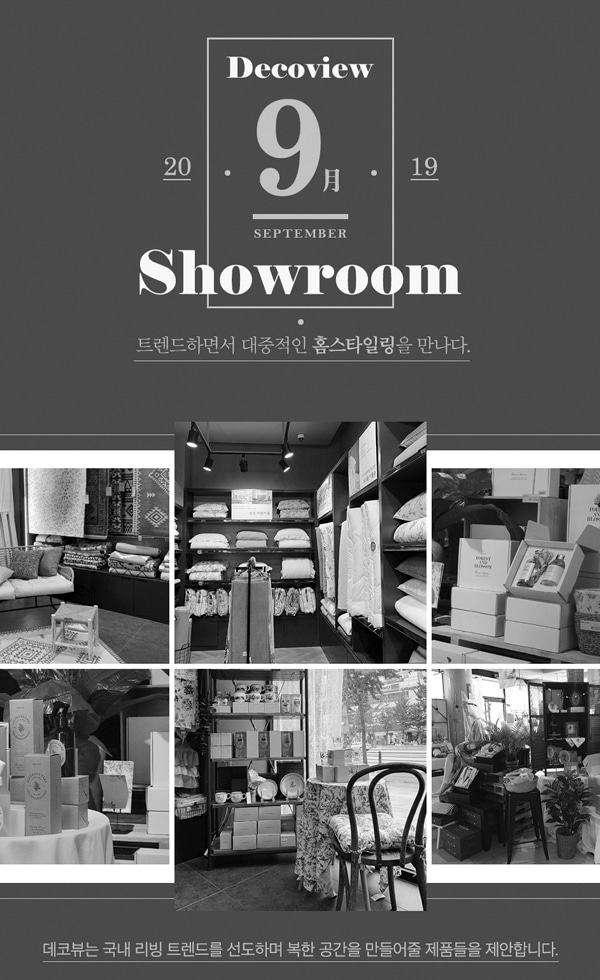 Decoview
20 · 9月 · 19
SEPTEMBER
Showroom
트렌드하면서 대중적인 홈스타일링을 만나다.
FOREST
AND
BLOSSOM
데코뷰는 국내 리빙 트렌드를 선도하며 복한 공간을 만들어줄 제품들을 제안합니다.